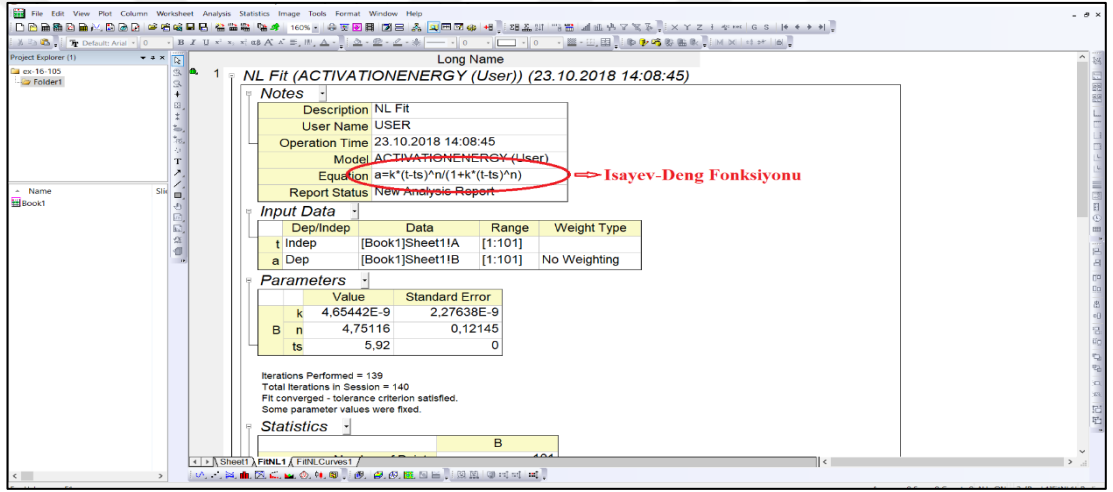 File Edit View Plot Column Worksheet Analysis Statistics Image Tools Format Window Help
160%
Default: Arial 0 B I U
Project Explorer (1)
ex-16-105
Folder1
Name
Book1
Long Name
1 NL Fit (ACTIVATIONENERGY (User)) (23.10.2018 14:08:45)
Notes
Description NL Fit
User Name USER
Operation Time 23.10.2018 14:08:45
Model ACTIVATIONENERGY (User)
Equation a=k*(t-ts)^n/(1+k*(t-ts)^n)
Isayev-Deng Fonksiyonu
Report Status New Analysis Report
Input Data
Dep/Indep Data Range Weight Type
t Indep [Book1]Sheet1!A [1:101]
a Dep [Book1]Sheet1!B [1:101] No Weighting
Parameters
Value Standard Error
k 4,65442E-9 2,27638E-9
B n 4,75116 0,12145
ts 5,92 0
Iterations Performed = 139
Total Iterations in Session = 140
Fit converged - tolerance criterion satisfied.
Some parameter values were fixed.
Statistics
B
Sheet1 FitNL1 FitNLCurves1